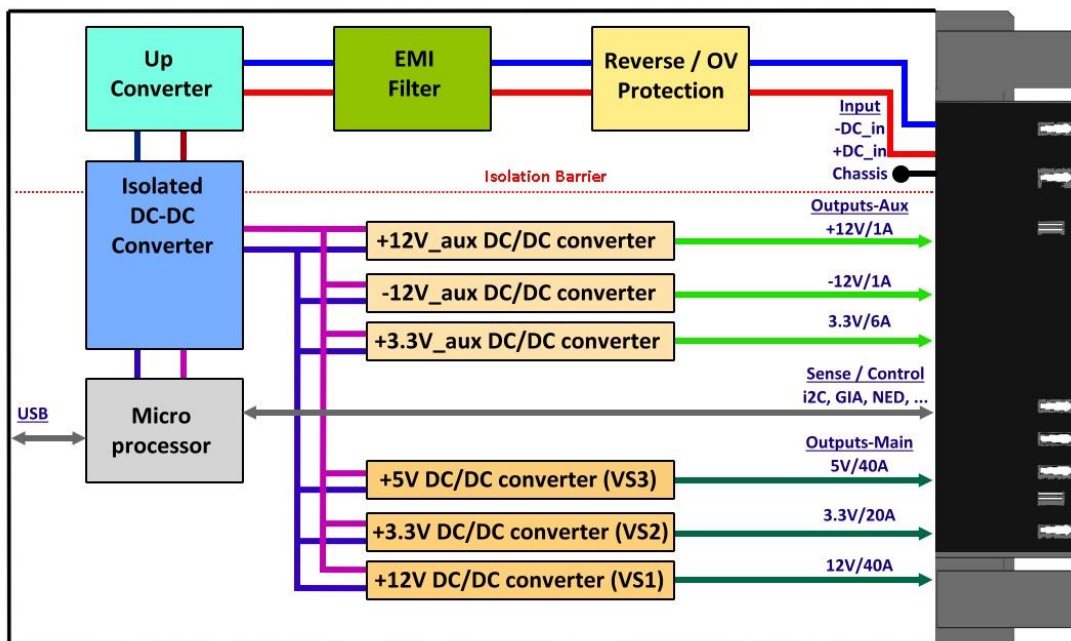 Up
Converter
EMI
Filter
Reverse / OV
Protection
Input
-DC_in
+DC_in
Chassis
Isolation Barrier
Isolated
DC-DC
Converter
Outputs-Aux
+12V/1A
+12V_aux DC/DC converter
-12V/1A
-12V_aux DC/DC converter
3.3V/6A
+3.3V_aux DC/DC converter
Sense / Control
i2C, GIA, NED, ...
USB
Micro
processor
Outputs-Main
5V/40A
+5V DC/DC converter (VS3)
3.3V/20A
+3.3V DC/DC converter (VS2)
12V/40A
+12V DC/DC converter (VS1)